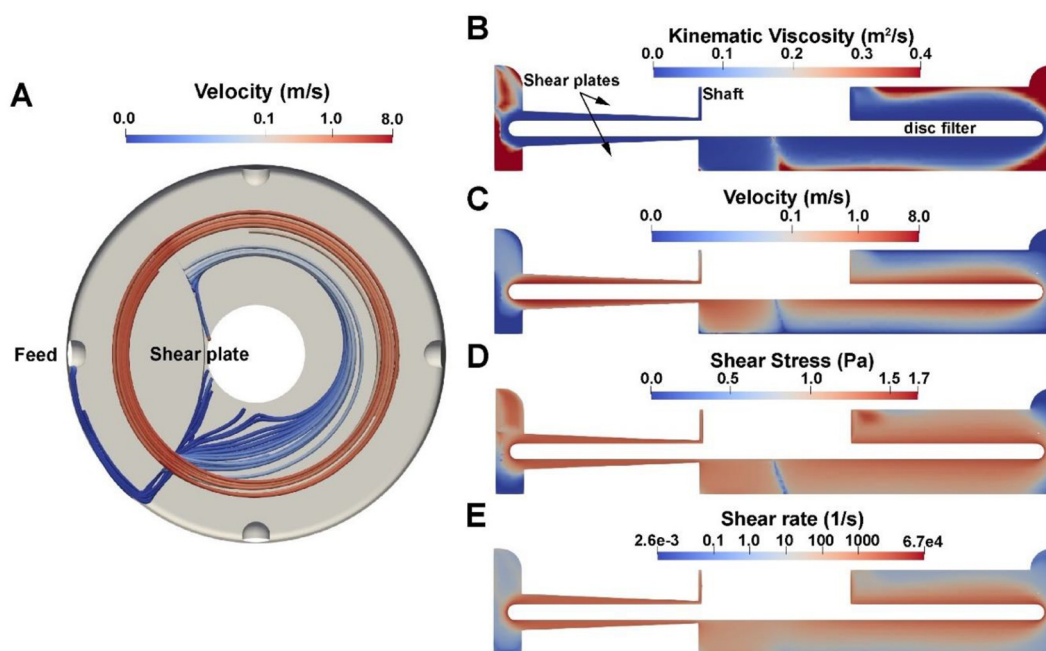 A
Velocity (m/s)
0.0 0.1 1.0 8.0
Feed
Shear plate
B
Kinematic Viscosity (m²/s)
0.0 0.1 0.2 0.3 0.4
Shear plates
Shaft
disc filter
C
Velocity (m/s)
0.0 0.1 1.0 8.0
D
Shear Stress (Pa)
0.0 0.5 1.0 1.5 1.7
E
Shear rate (1/s)
2.6e-3 0.1 1.0 10 100 1000 6.7e4